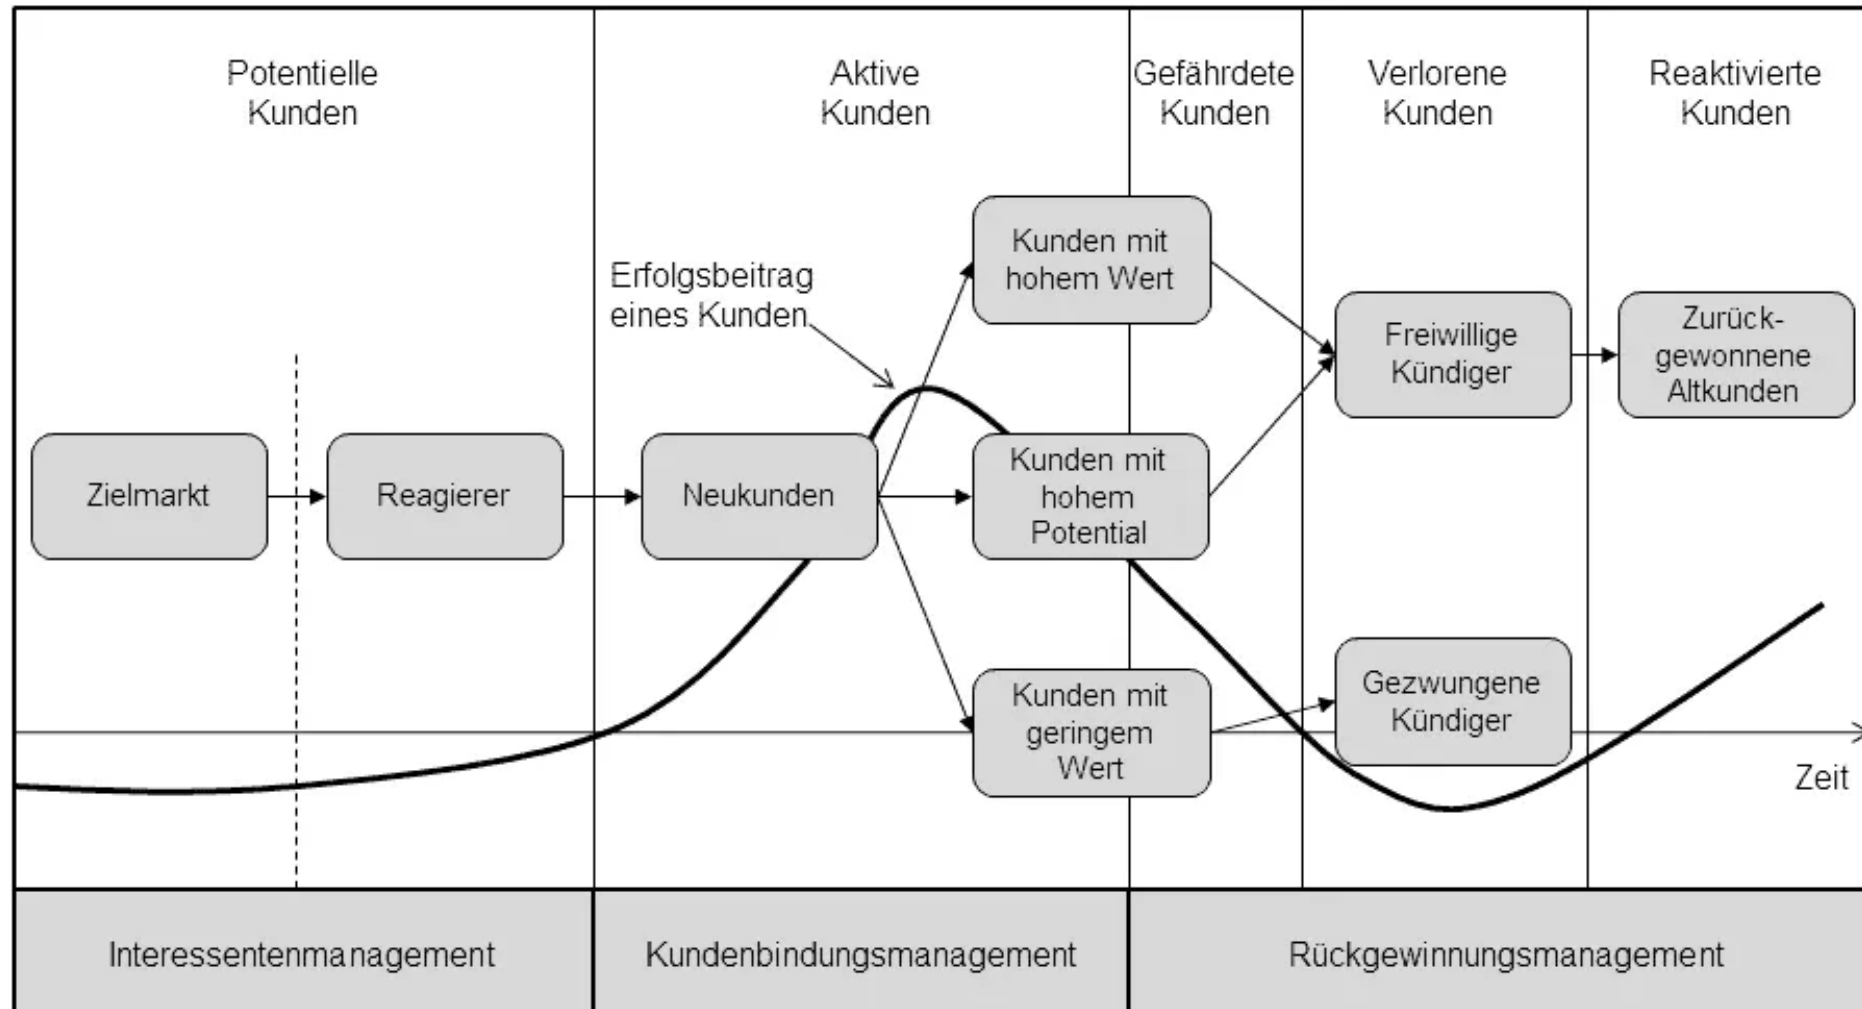 Potentielle
Kunden
Aktive
Kunden
Gefährdete
Kunden
Verlorene
Kunden
Reaktivierte
Kunden
Erfolgsbeitrag
eines Kunden
Zielmarkt
Reagierer
Neukunden
Kunden mit
hohem Wert
Kunden mit
hohem
Potential
Kunden mit
geringem
Wert
Freiwillige
Kündiger
Gezwungene
Kündiger
Zurück-
gewonnene
Altkunden
Zeit
Interessentenmanagement
Kundenbindungsmanagement
Rückgewinnungsmanagement